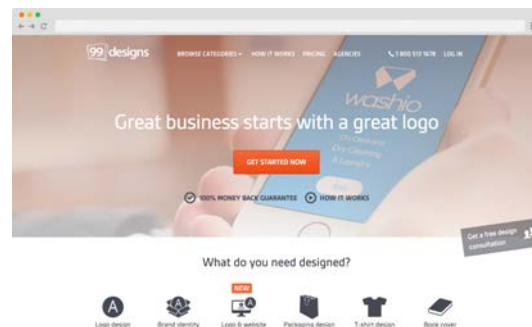 99 designs
BROWSE CATEGORIES HOW IT WORKS PRICING AGENCIES 1 800 513 1678 LOG IN
washio
Dry Cleaning
& Laundry
Great business starts with a great logo
GET STARTED NOW
100% MONEY BACK GUARANTEE HOW IT WORKS
Get a free design
consultation
What do you need designed?
NEW
Logo design Brand identity Logo & website Packaging design T-shirt design Book cover